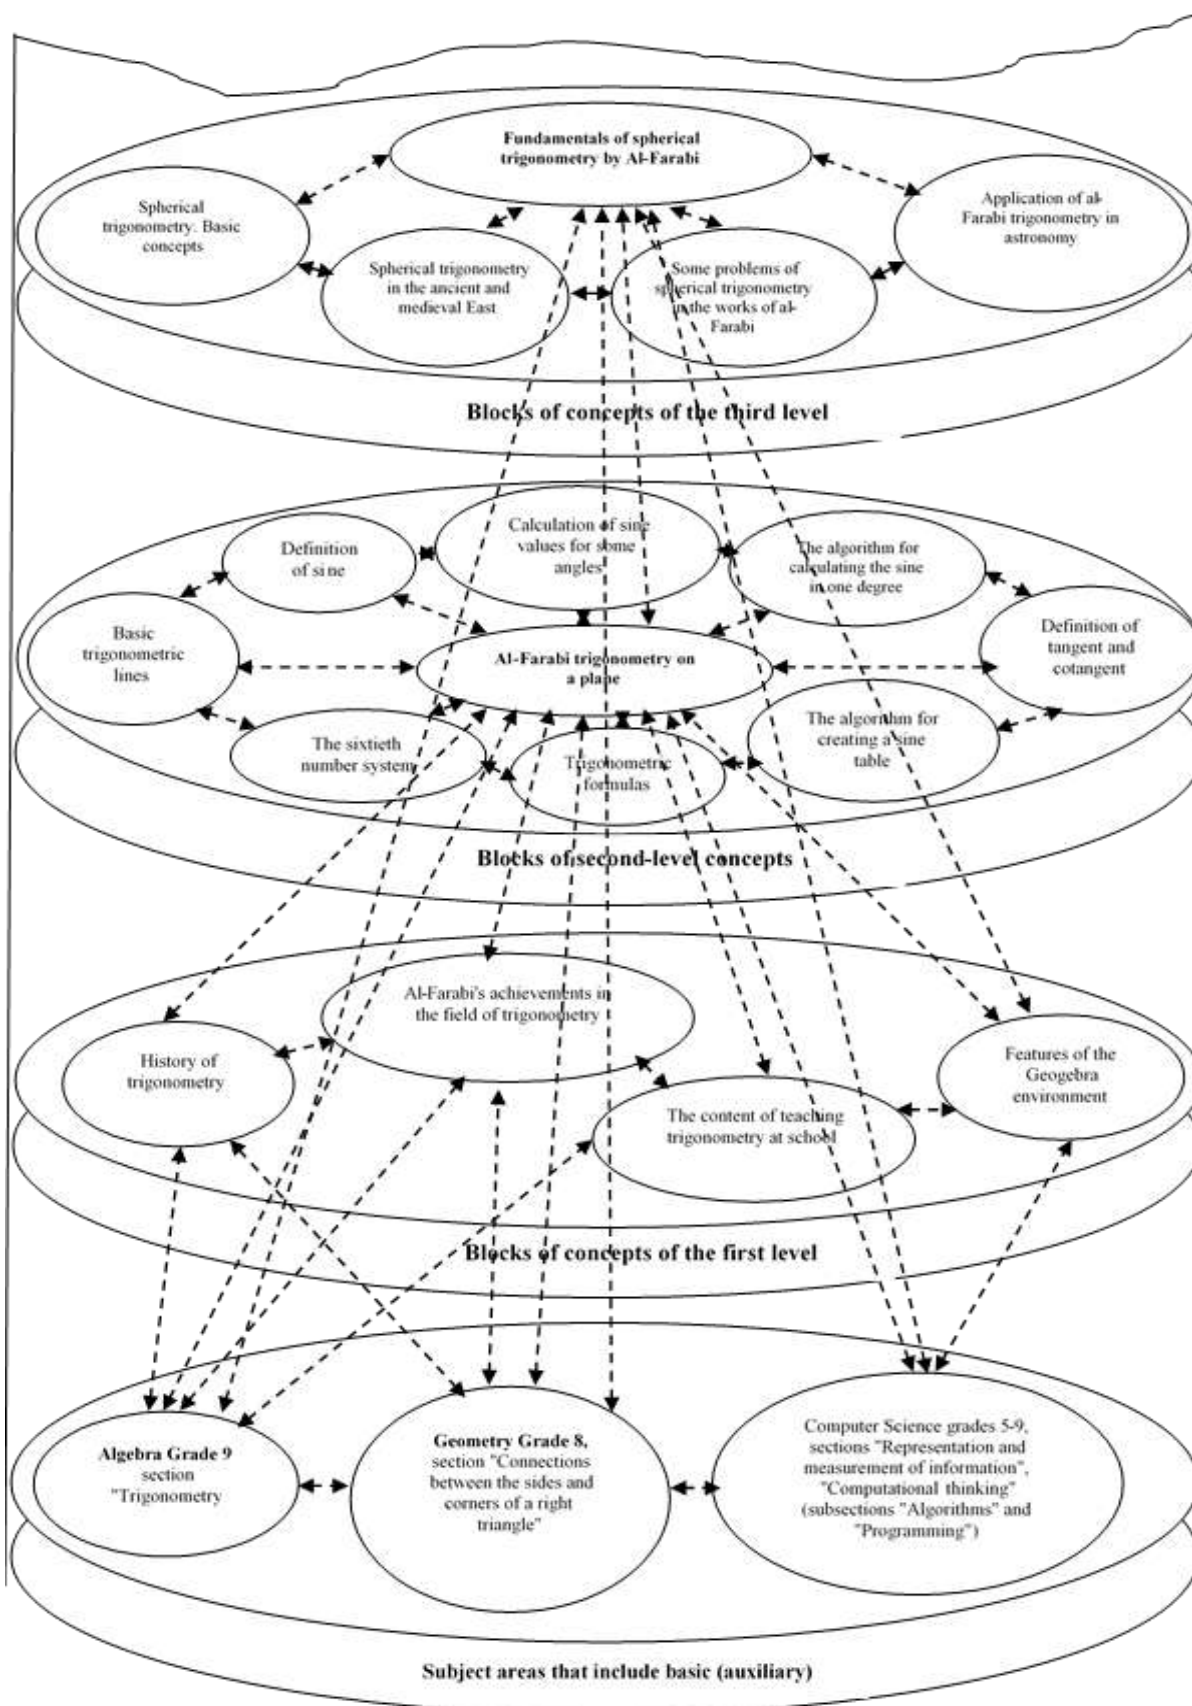 Fundamentals of spherical
trigonometry by Al-Farabi
Spherical
trigonometry. Basic
concepts
Application of al-
Farabi trigonometry in
astronomy
Spherical trigonometry
in the ancient and
medieval East
Some problems of
spherical trigonometry
in the works of al-
Farabi
Blocks of concepts of the third level
Definition
of sine
Calculation of sine
values for some
angles
The algorithm for
calculating the sine
in one degree
Basic
trigonometric
lines
Al-Farabi trigonometry on
a plane
Definition of
tangent and
cotangent
The sixtieth
number system
Trigonometric
formulas
The algorithm for
creating a sine
table
Blocks of second-level concepts
Al-Farabi's achievements in
the field of trigonometry
History of
trigonometry
Features of the
Geogebra
environment
The content of teaching
trigonometry at school
Blocks of concepts of the first level
Algebra Grade 9
section
"Trigonometry
Geometry Grade 8,
section "Connections
between the sides and
corners of a right
triangle"
Computer Science grades 5-9,
sections "Representation and
measurement of information",
"Computational thinking"
(subsections "Algorithms" and
"Programming")
Subject areas that include basic (auxiliary)